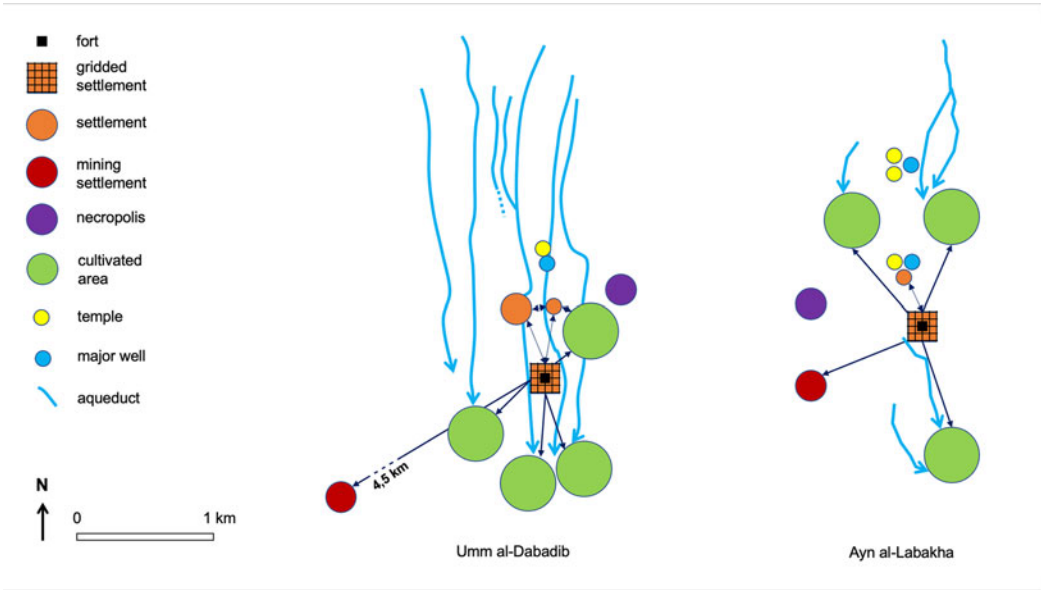 fort
gridded
settlement
settlement
mining
settlement
necropolis
cultivated
area
temple
major well
aqueduct
N
0 1 km
4,5 km
Umm al-Dabadib
Ayn al-Labakha